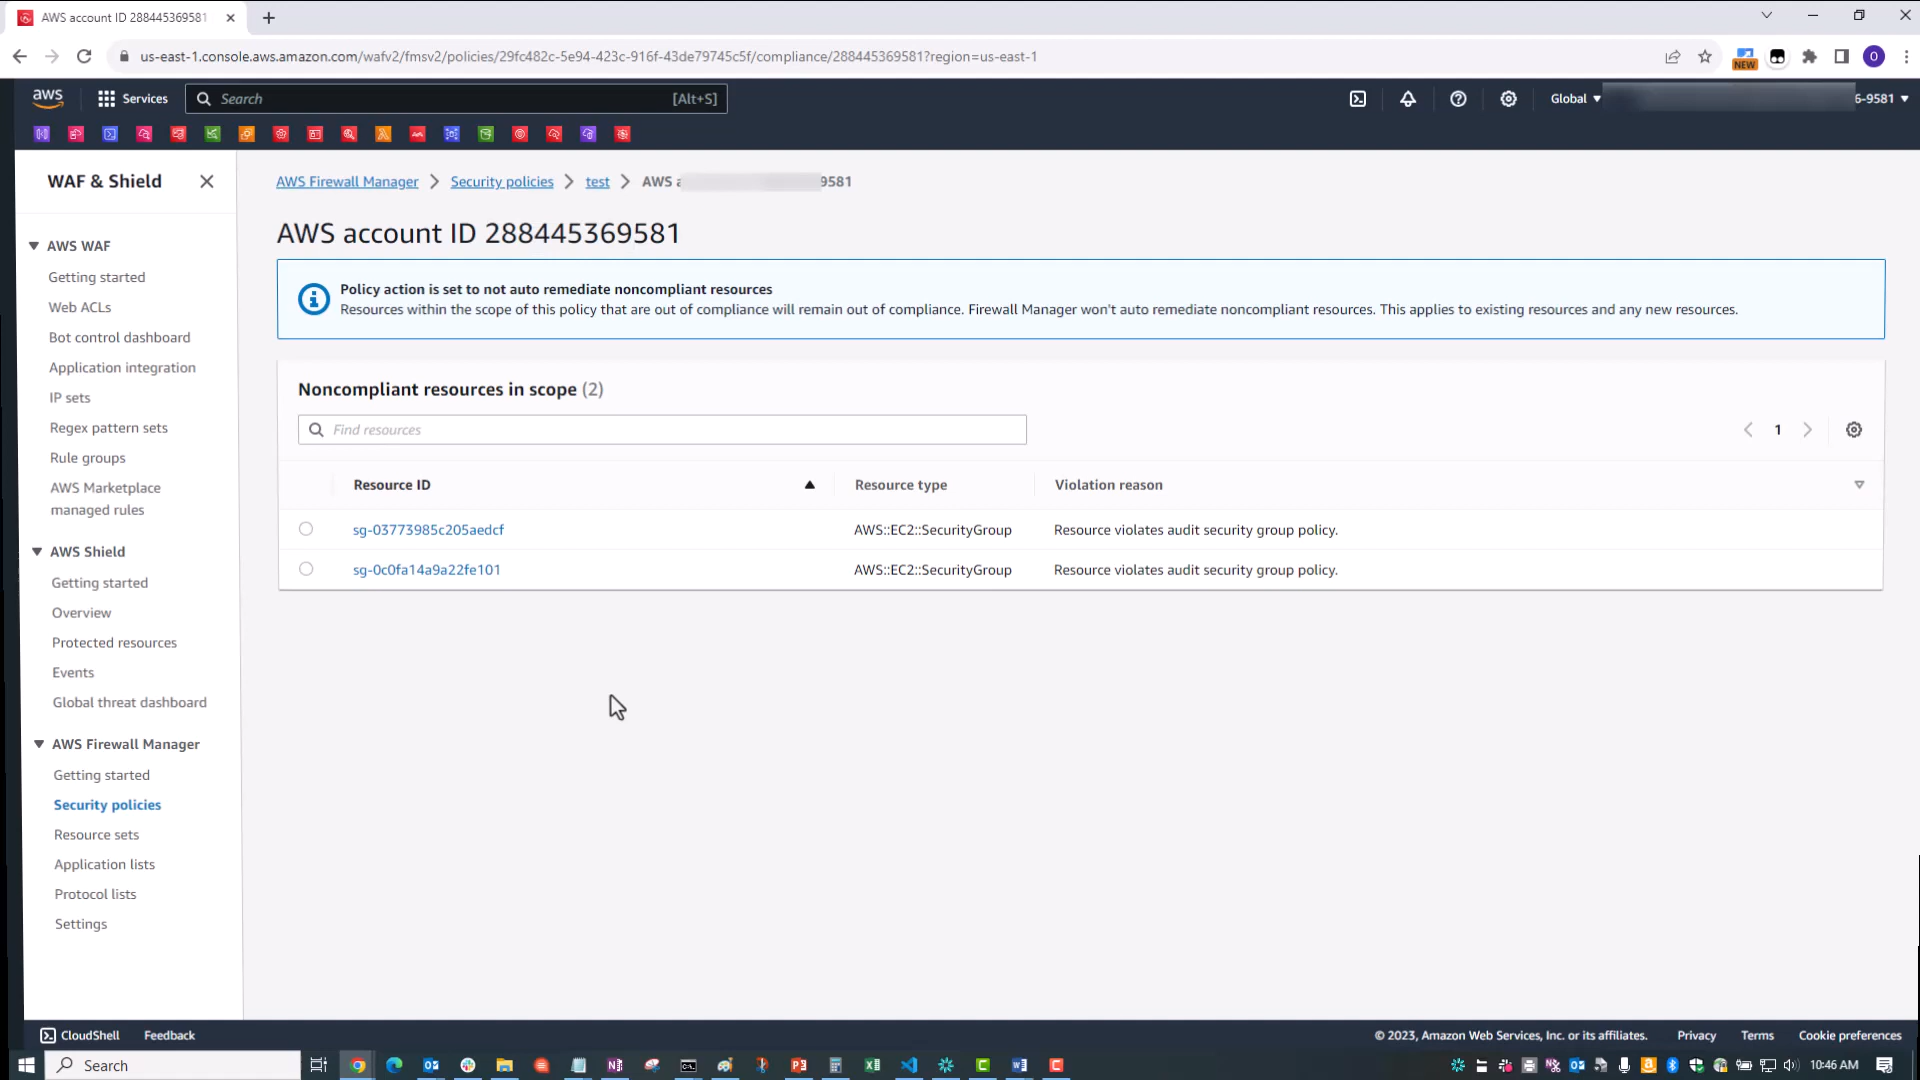 AWS account ID 288445369581
us-east-1.console.aws.amazon.com/wafv2/fmsv2/policies/29fc482c-5e94-423c-916f-43de79745c5f/compliance/288445369581?region=us-east-1
NEW
O
aws
Services
Search
[Alt+S]
Global
6-9581
WAF & Shield
AWS WAF
Getting started
Web ACLs
Bot control dashboard
Application integration
IP sets
Regex pattern sets
Rule groups
AWS Marketplace
managed rules
AWS Shield
Getting started
Overview
Protected resources
Events
Global threat dashboard
AWS Firewall Manager
Getting started
Security policies
Resource sets
Application lists
Protocol lists
Settings
AWS Firewall Manager > Security policies > test > AWS a 9581
AWS account ID 288445369581
Policy action is set to not auto remediate noncompliant resources
Resources within the scope of this policy that are out of compliance will remain out of compliance. Firewall Manager won't auto remediate noncompliant resources. This applies to existing resources and any new resources.
Noncompliant resources in scope (2)
Find resources
1
Resource ID Resource type Violation reason
sg-03773985c205aedcf AWS::EC2::SecurityGroup Resource violates audit security group policy.
sg-0c0fa14a9a22fe101 AWS::EC2::SecurityGroup Resource violates audit security group policy.
CloudShell
Feedback
© 2023, Amazon Web Services, Inc. or its affiliates.
Privacy
Terms
Cookie preferences
Search
10:46 AM